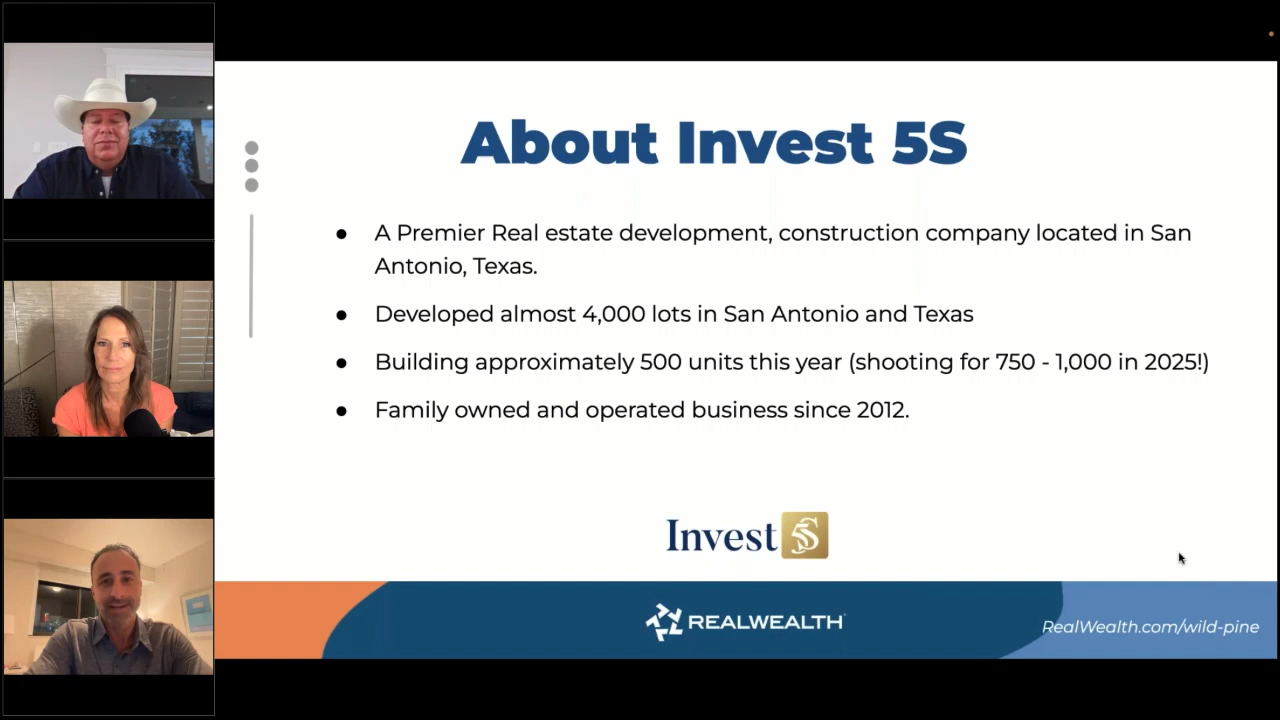 About Invest 5S
● A Premier Real estate development, construction company located in San
Antonio, Texas.
● Developed almost 4,000 lots in San Antonio and Texas
● Building approximately 500 units this year (shooting for 750 - 1,000 in 2025!)
● Family owned and operated business since 2012.
Invest 5S
REALWEALTH
RealWealth.com/wild-pine